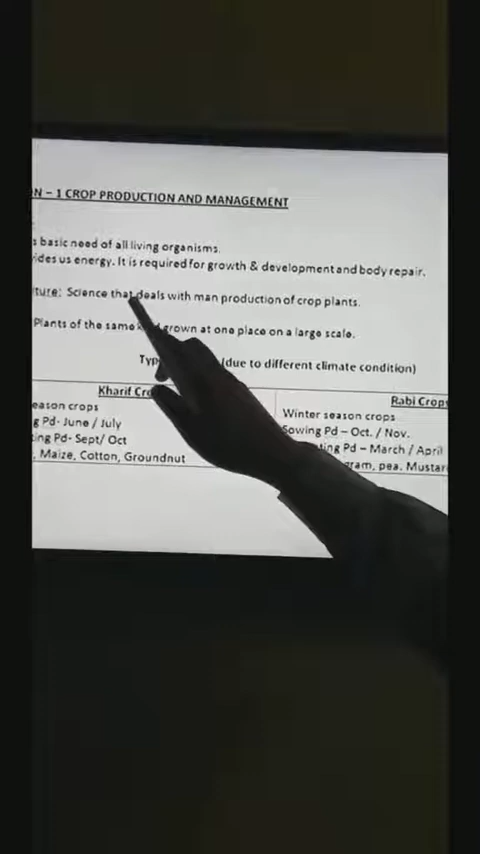 N – 1 CROP PRODUCTION AND MANAGEMENT
s basic need of all living organisms.
ides us energy. It is required for growth & development and body repair.
ture: Science that deals with man production of crop plants.
Plants of the same grown at one place on a large scale.
Typ (due to different climate condition)
Kharif Cro
eason crops
g Pd- June / July
ing Pd- Sept/ Oct
, Maize, Cotton, Groundnut
Rabi Crops
Winter season crops
Sowing Pd – Oct. / Nov.
ting Pd – March / April
gram, pea. Mustar